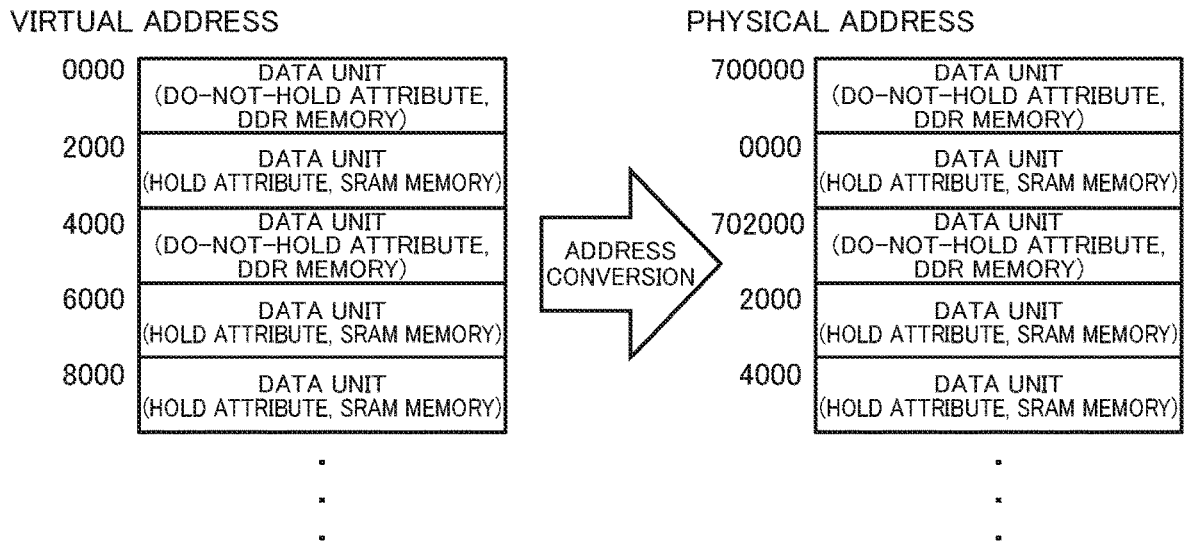 VIRTUAL ADDRESS
0000
DATA UNIT
(DO-NOT-HOLD ATTRIBUTE,
DDR MEMORY)
2000
DATA UNIT
(HOLD ATTRIBUTE, SRAM MEMORY)
4000
DATA UNIT
(DO-NOT-HOLD ATTRIBUTE,
DDR MEMORY)
6000
DATA UNIT
(HOLD ATTRIBUTE, SRAM MEMORY)
8000
DATA UNIT
(HOLD ATTRIBUTE, SRAM MEMORY)
ADDRESS
CONVERSION
PHYSICAL ADDRESS
700000
DATA UNIT
(DO-NOT-HOLD ATTRIBUTE,
DDR MEMORY)
0000
DATA UNIT
(HOLD ATTRIBUTE, SRAM MEMORY)
702000
DATA UNIT
(DO-NOT-HOLD ATTRIBUTE,
DDR MEMORY)
2000
DATA UNIT
(HOLD ATTRIBUTE, SRAM MEMORY)
4000
DATA UNIT
(HOLD ATTRIBUTE, SRAM MEMORY)